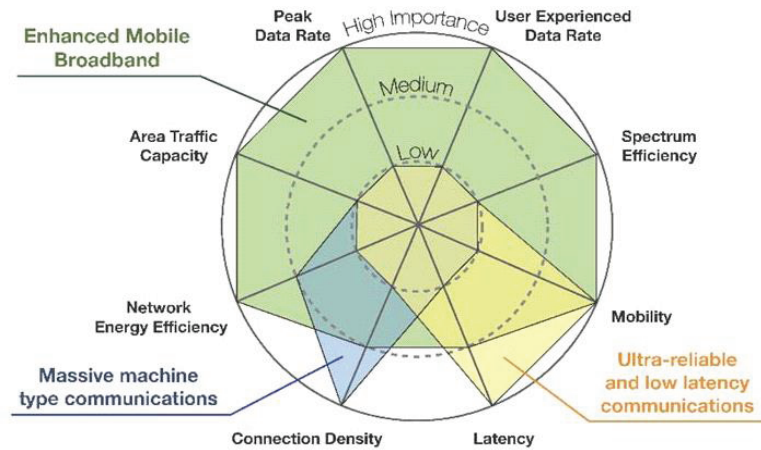 Peak
Data Rate
High Importance
User Experienced
Data Rate
Enhanced Mobile
Broadband
Medium
Area Traffic
Capacity
Low
Spectrum
Efficiency
Network
Energy Efficiency
Mobility
Massive machine
type communications
Ultra-reliable
and low latency
communications
Connection Density
Latency